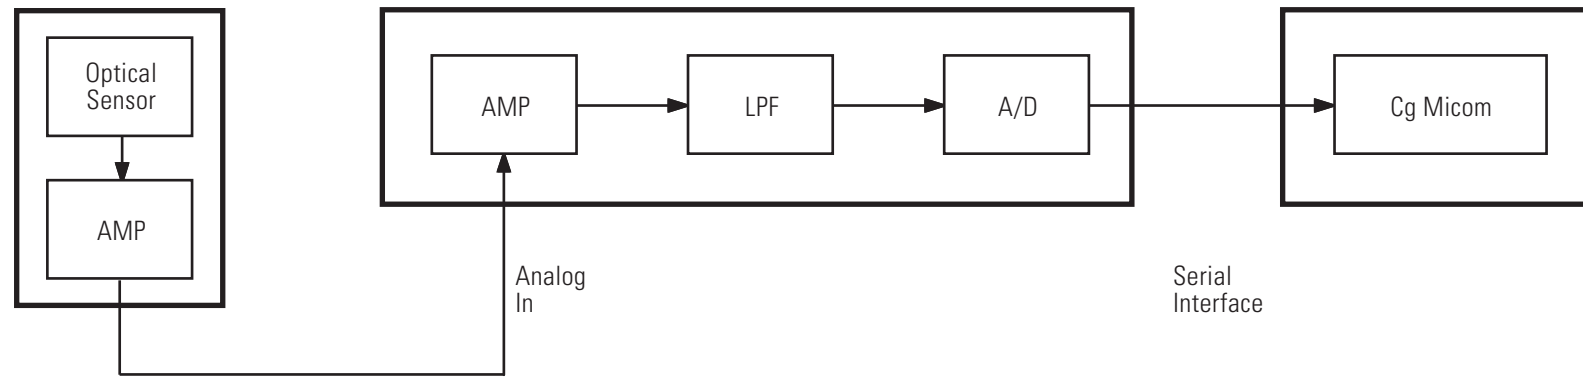 Optical
Sensor
AMP
AMP
LPF
A/D
Cg Micom
Analog
In
Serial
Interface